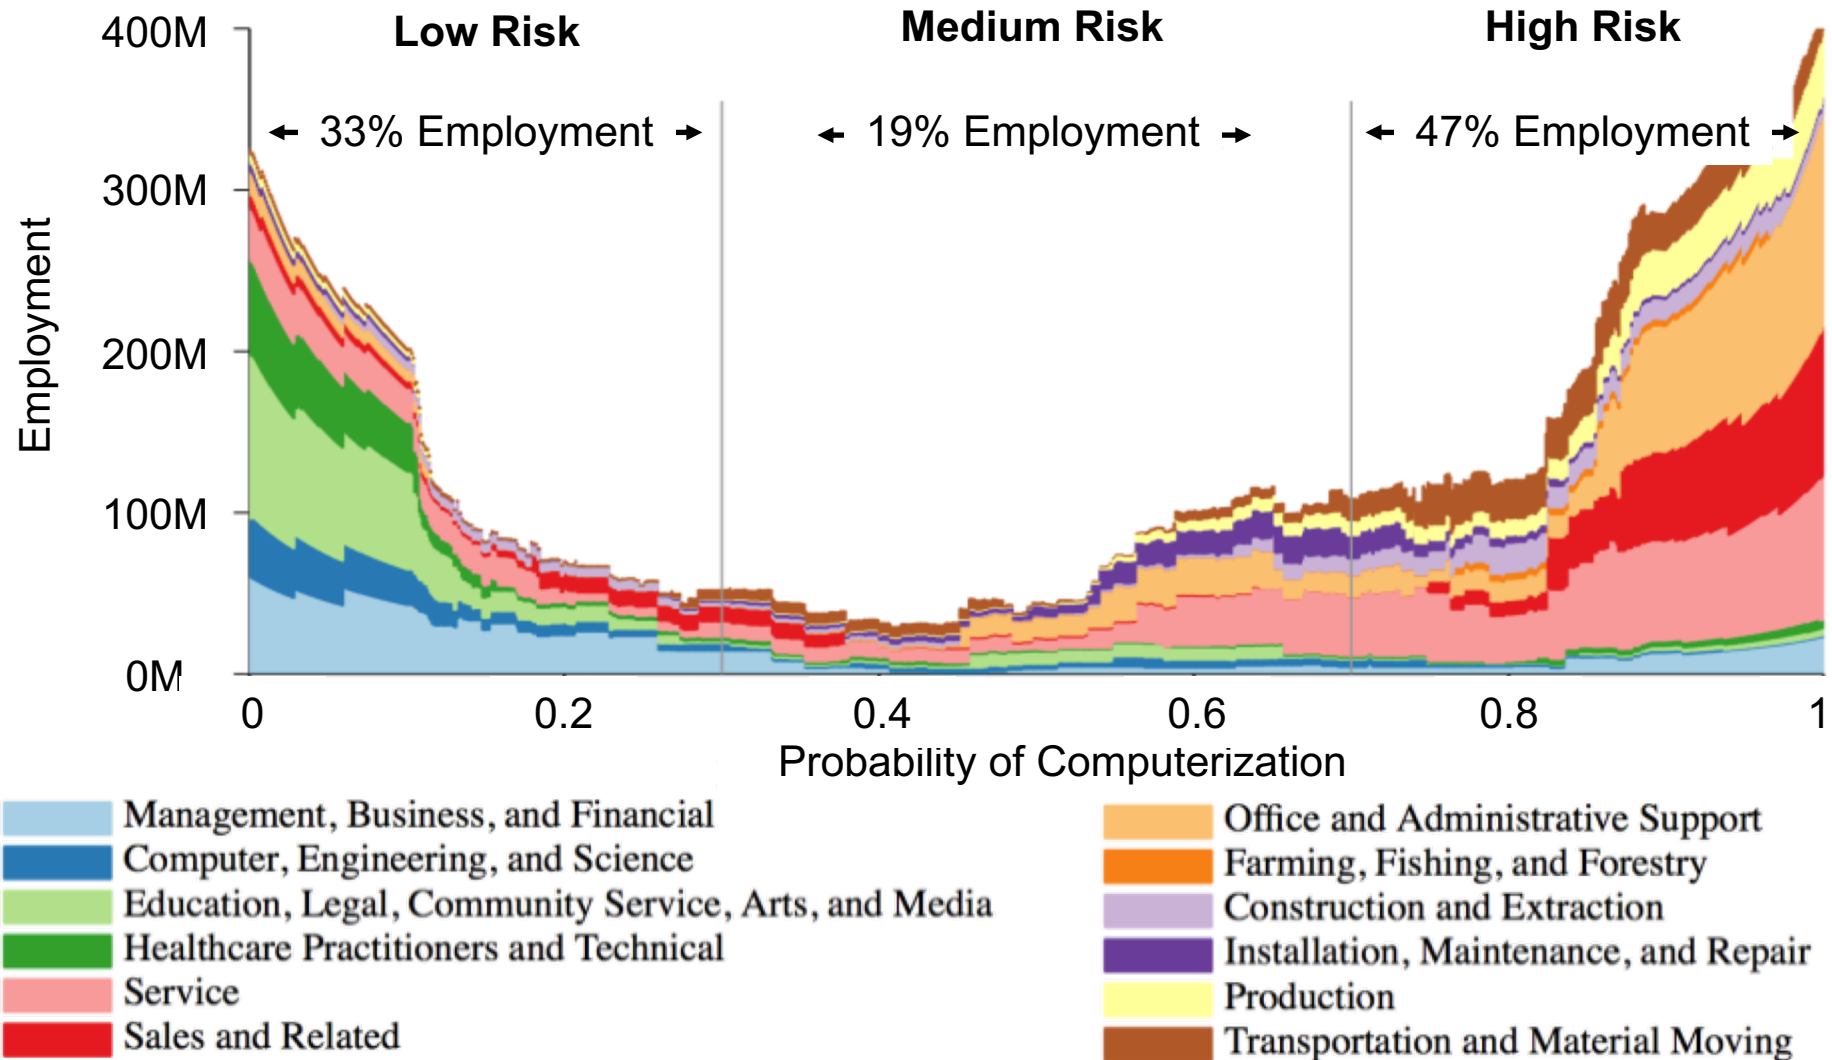 Low Risk Medium Risk High Risk
← 33% Employment → ← 19% Employment → ← 47% Employment →
400M
300M
200M
100M
0M
Employment
0 0.2 0.4 0.6 0.8 1
Probability of Computerization
Management, Business, and Financial
Computer, Engineering, and Science
Education, Legal, Community Service, Arts, and Media
Healthcare Practitioners and Technical
Service
Sales and Related
Office and Administrative Support
Farming, Fishing, and Forestry
Construction and Extraction
Installation, Maintenance, and Repair
Production
Transportation and Material Moving